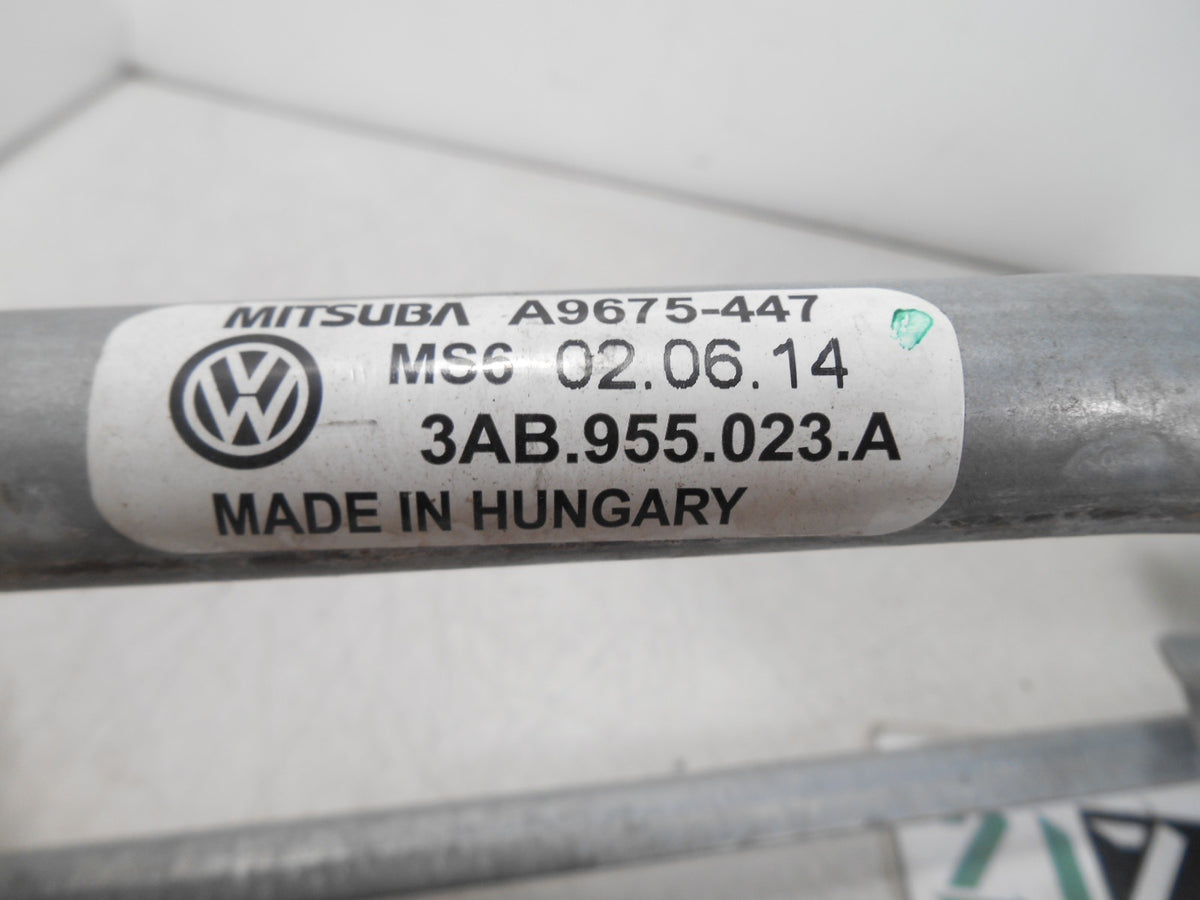 MITSUBA A9675-447
MS6 02.06.14
3AB.955.023.A
MADE IN HUNGARY